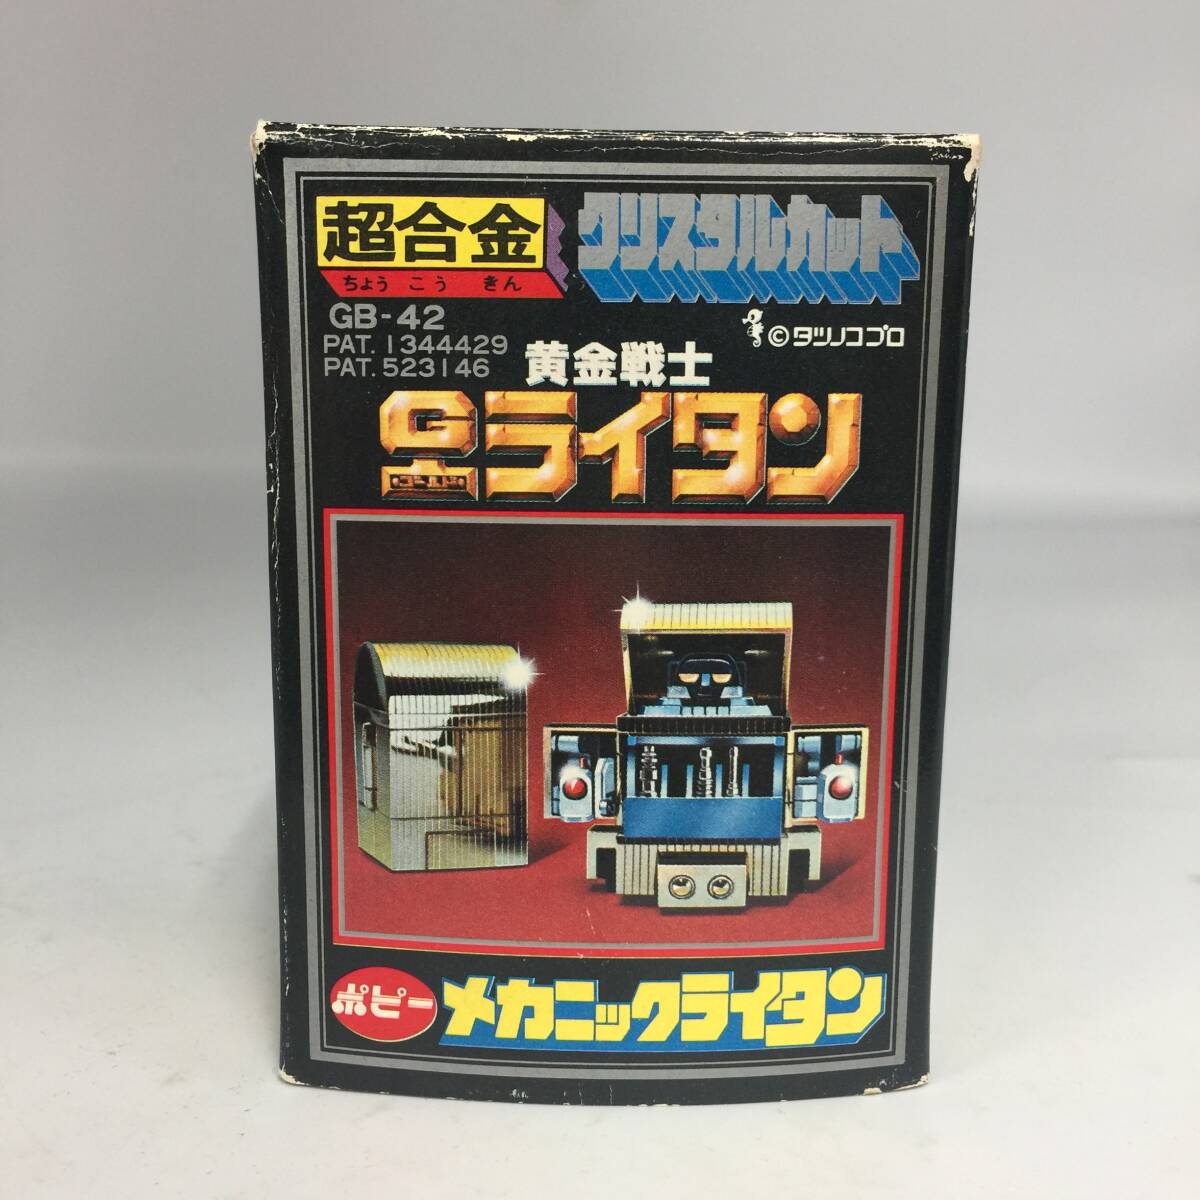 超合金
ちょうこうきん
クリスタルカット
GB-42
PAT.1344429
PAT.523146
©タツノコプロ
黄金戦士
Gゴールドライタン
ポピー
メカニックライタン